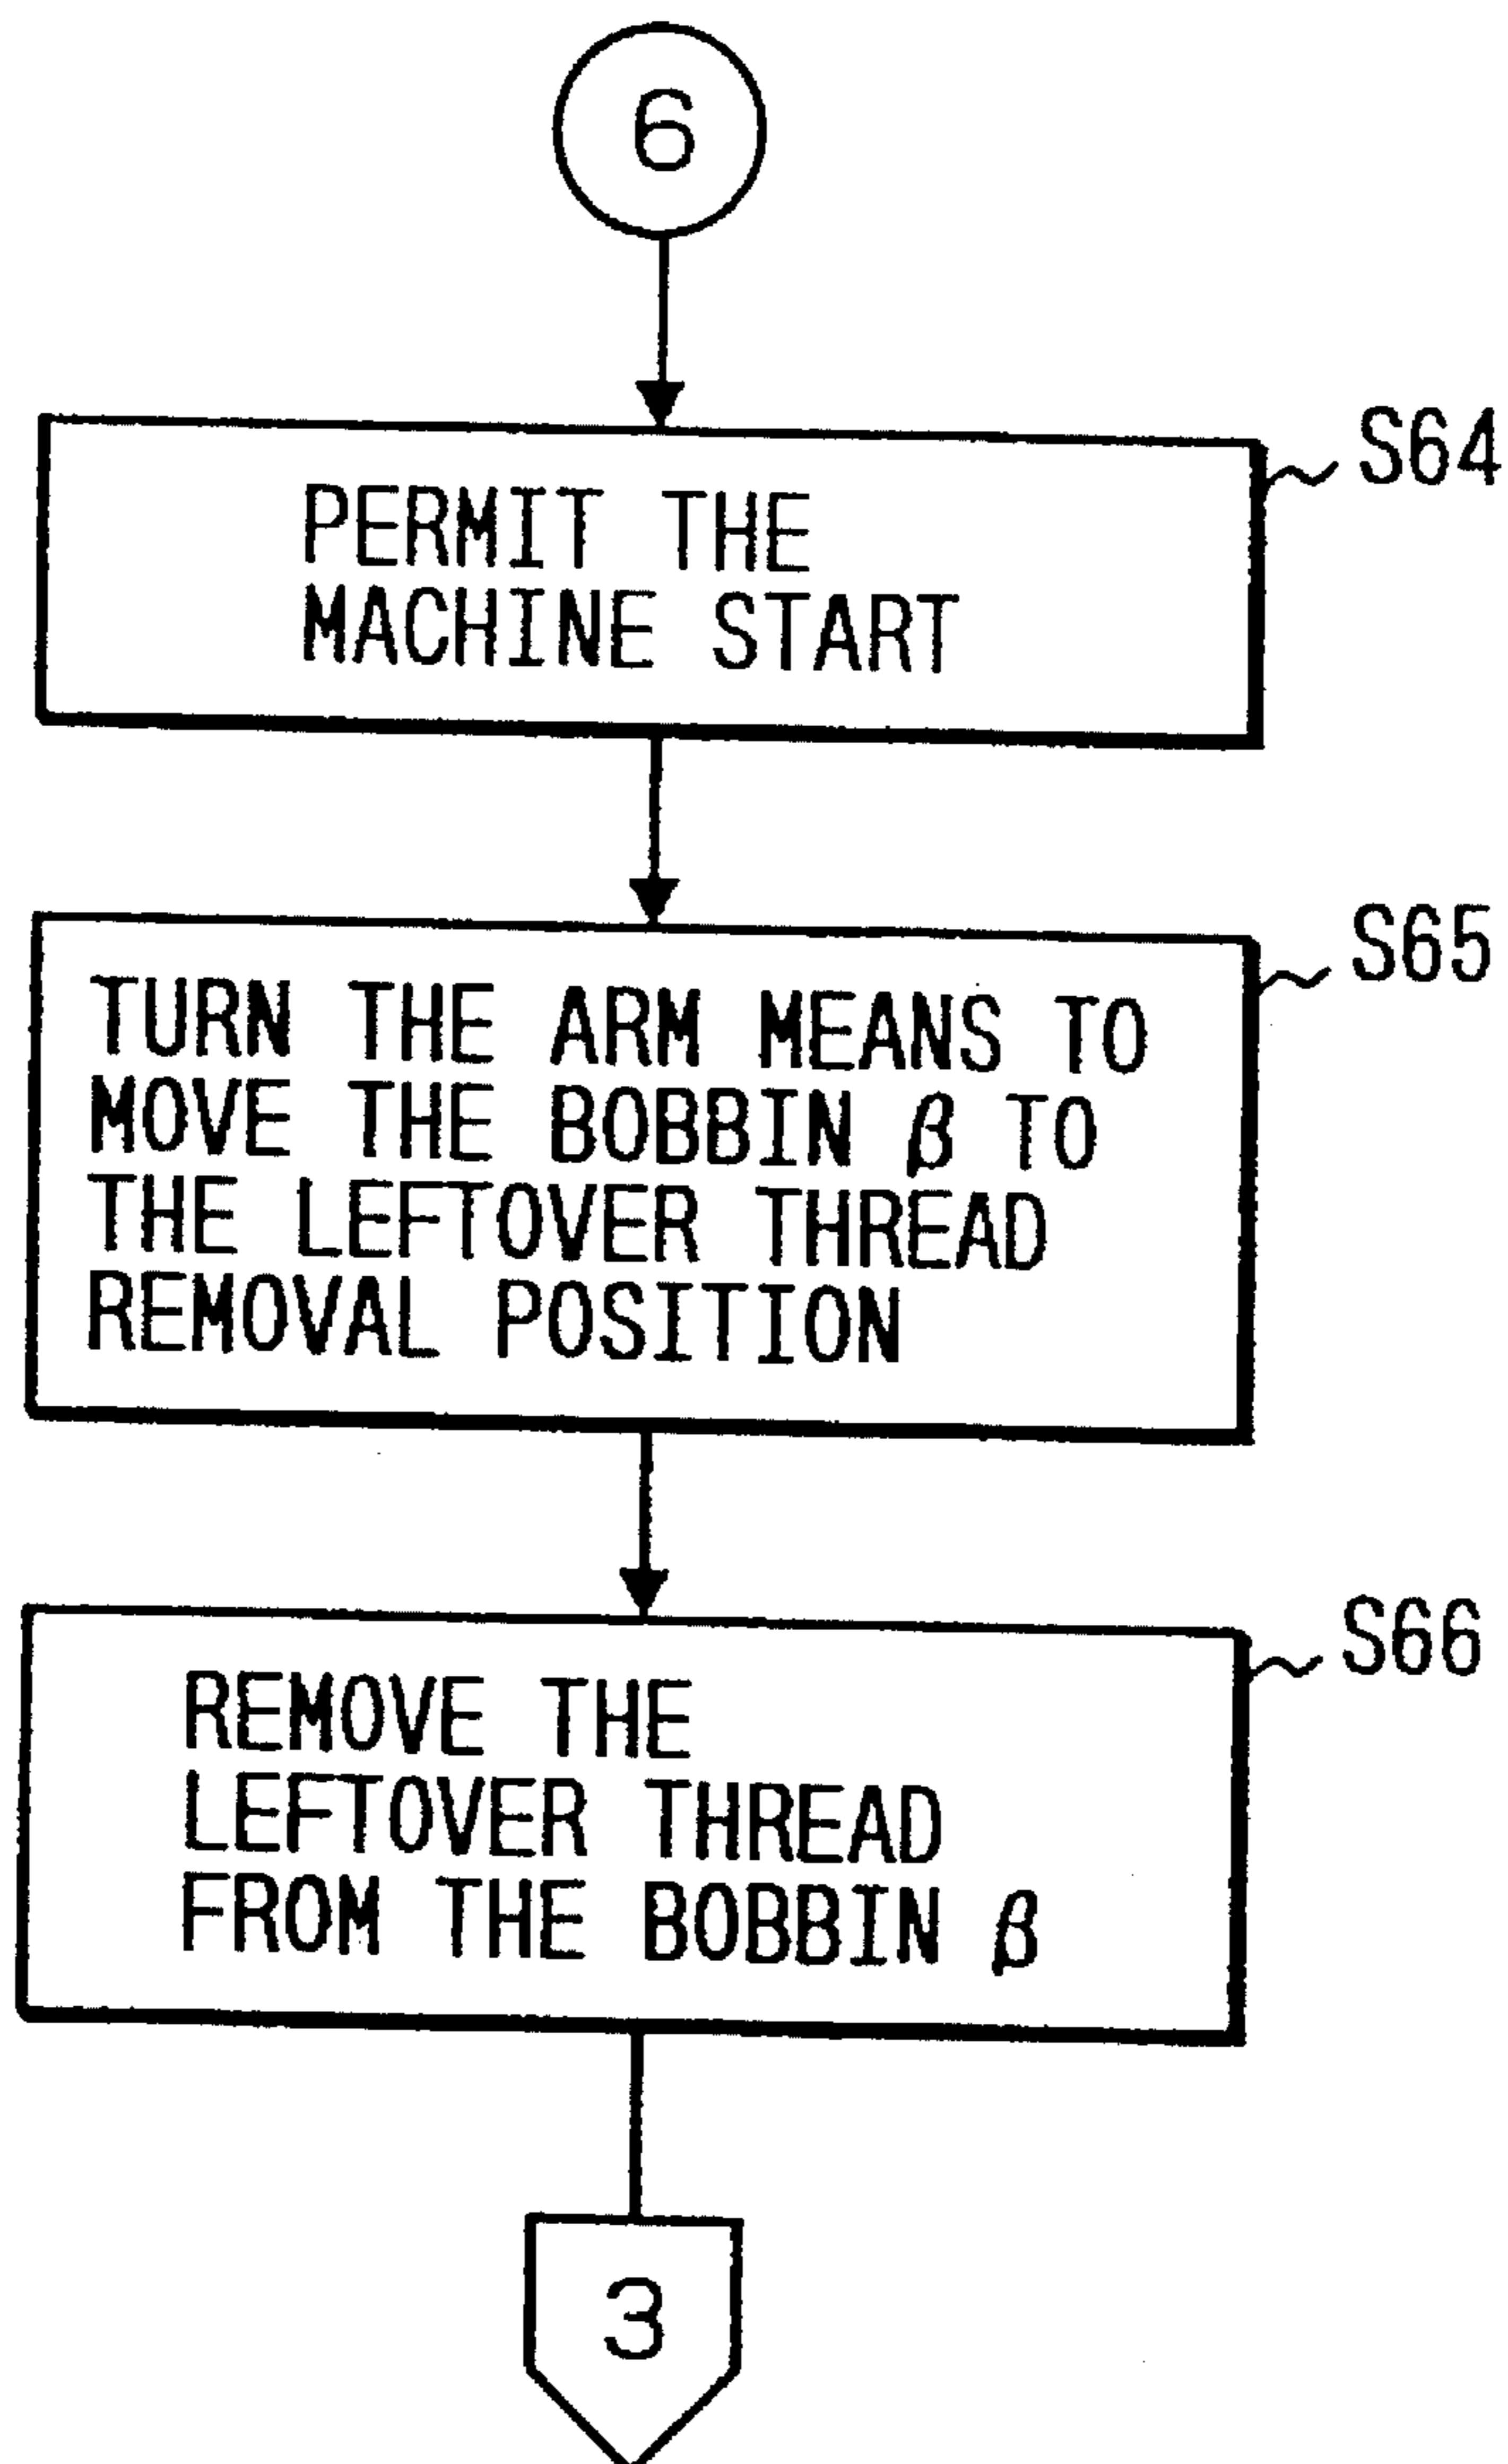 6
S64
PERMIT THE
MACHINE START
S65
TURN THE ARM MEANS TO
MOVE THE BOBBIN β TO
THE LEFTOVER THREAD
REMOVAL POSITION
S66
REMOVE THE
LEFTOVER THREAD
FROM THE BOBBIN β
3